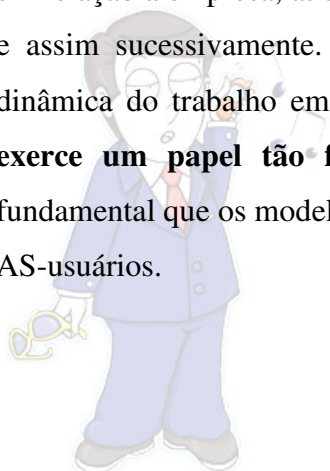 e assim sucessivamente.
dinâmica do trabalho em
exerce um papel tão f
fundamental que os model
AS-usuários.